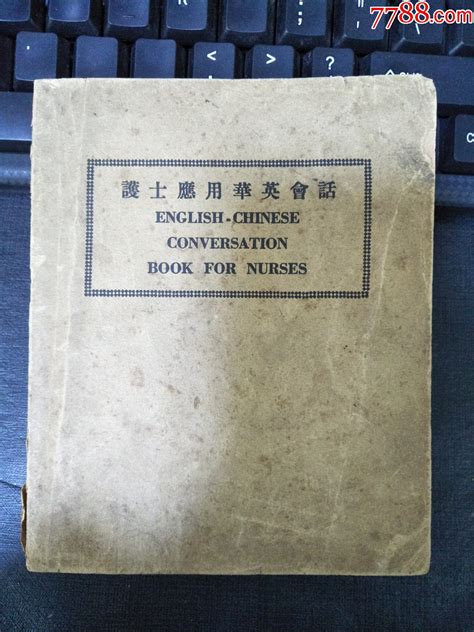 7788.com
護士應用華英會話
ENGLISH-CHINESE
CONVERSATION
BOOK FOR NURSES